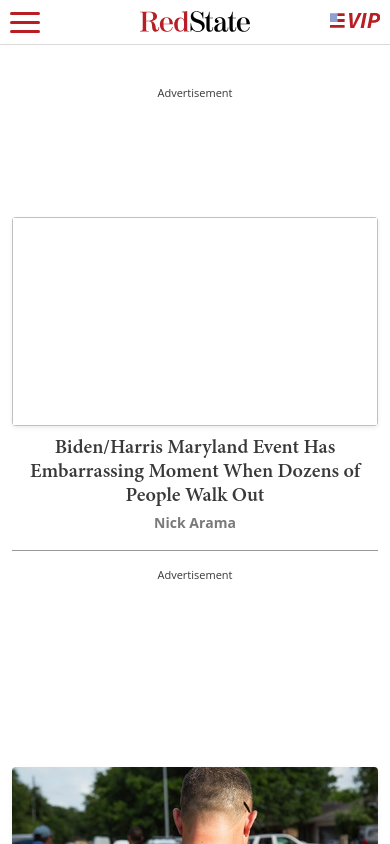 RedState
VIP
Advertisement
Biden/Harris Maryland Event Has
Embarrassing Moment When Dozens of
People Walk Out
Nick Arama
Advertisement